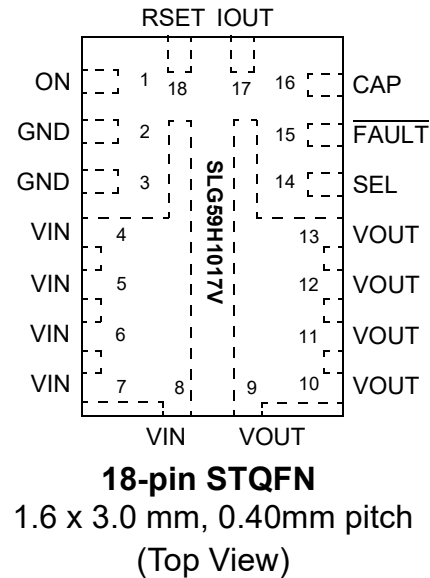 RSET IOUT
ON 1 18 17 16 CAP
GND 2 15 FAULT
GND 3 14 SEL
SLG59H1017V
VIN 4 13 VOUT
VIN 5 12 VOUT
VIN 6 11 VOUT
VIN 7 8 9 10 VOUT
VIN VOUT
18-pin STQFN
1.6 x 3.0 mm, 0.40mm pitch
(Top View)